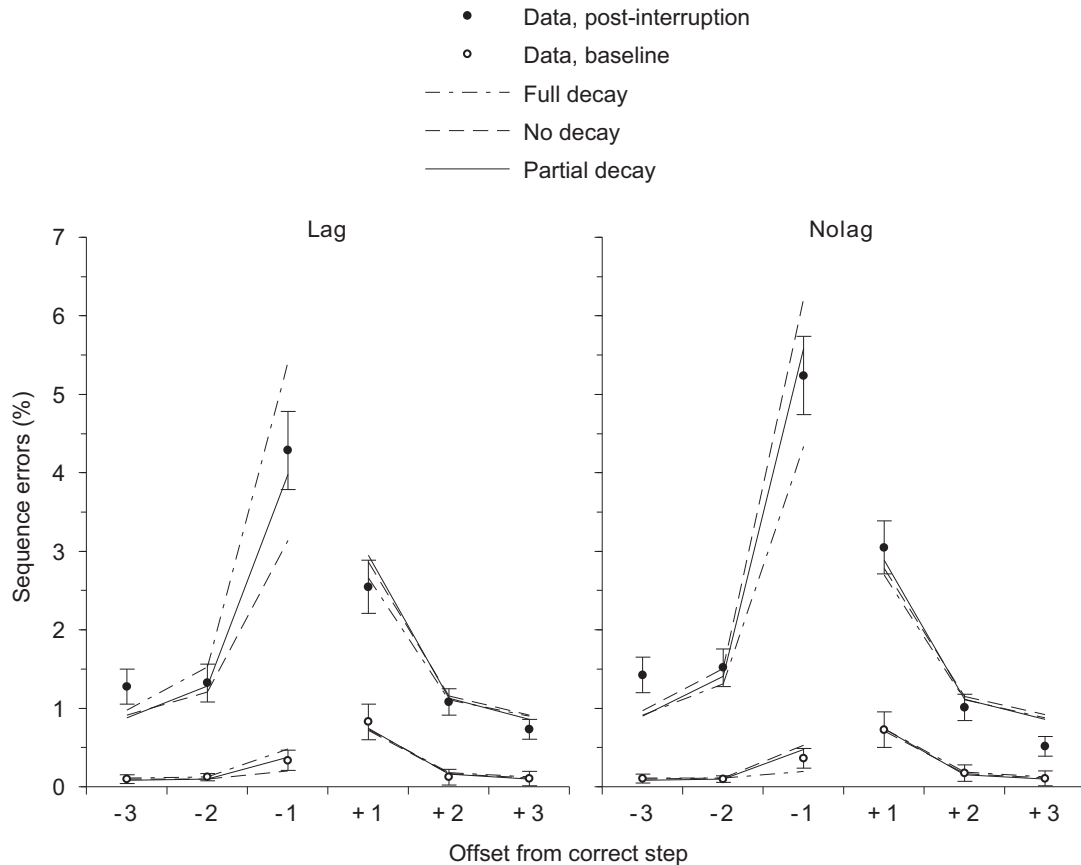 Data, post-interruption
Data, baseline
Full decay
No decay
Partial decay
Lag
Nolag
Sequence errors (%)
7
6
5
4
3
2
1
0
-3 -2 -1 +1 +2 +3
-3 -2 -1 +1 +2 +3
Offset from correct step